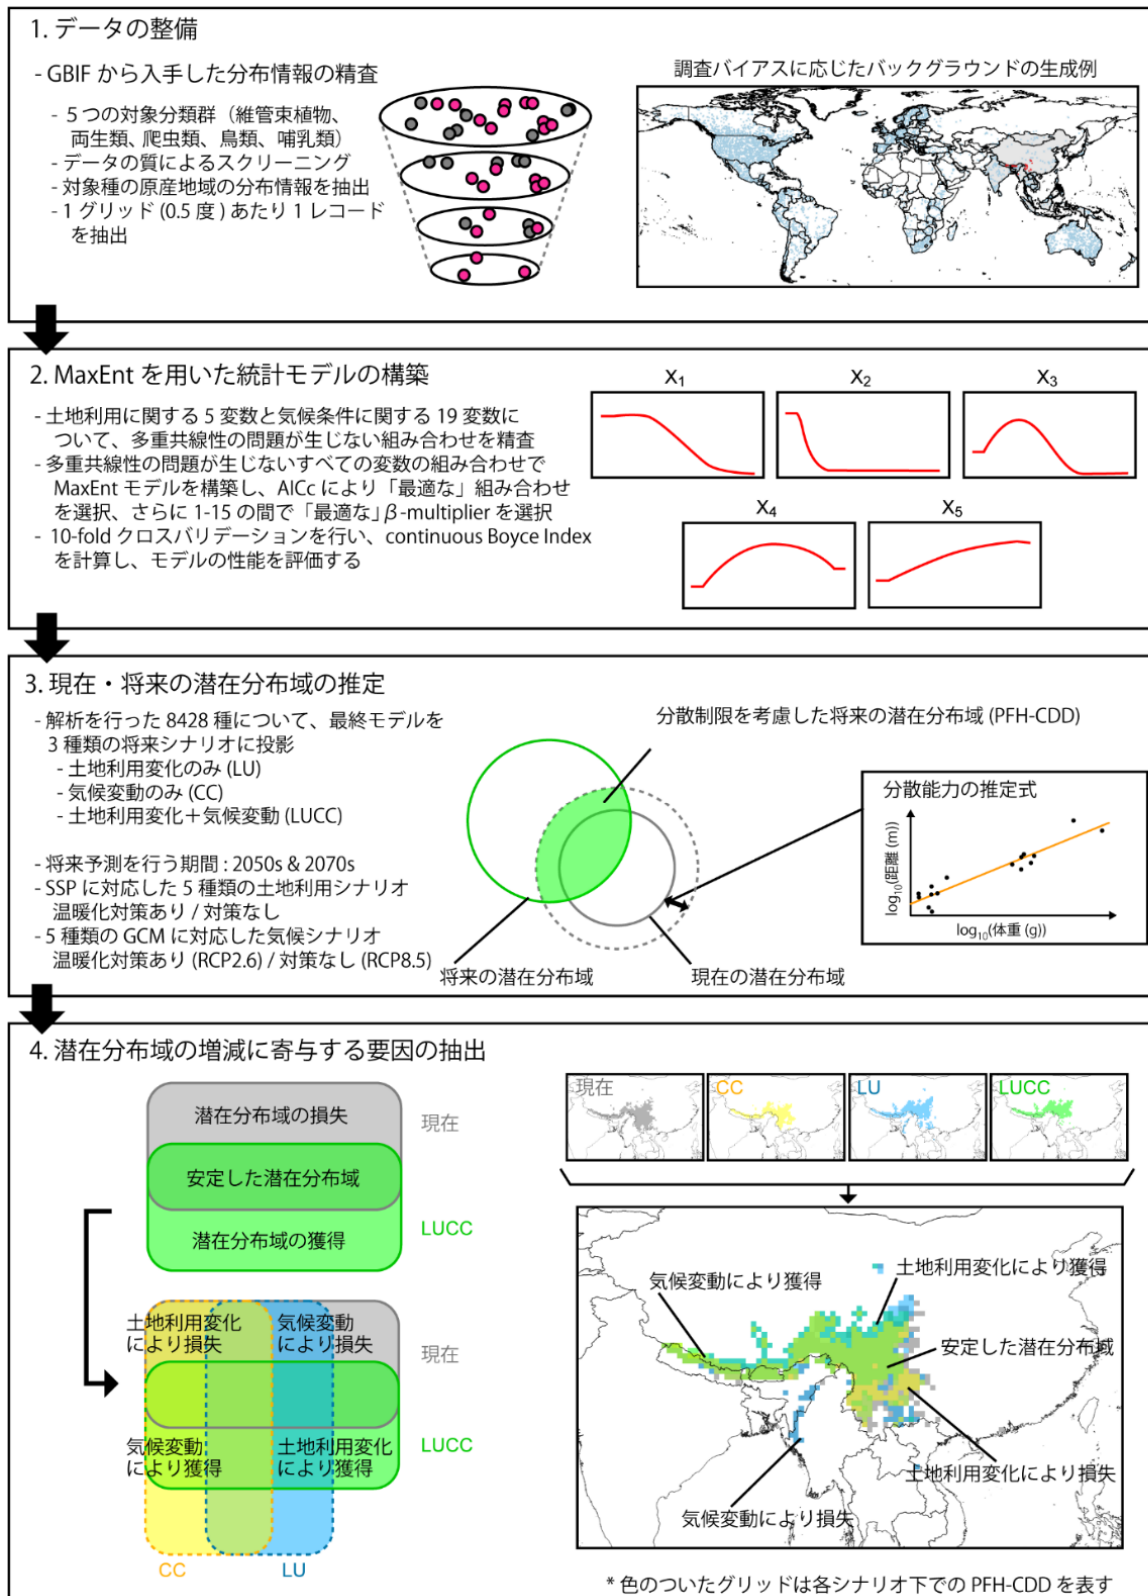 1. データの整備
- GBIF から入手した分布情報の精査
- 5 つの対象分類群（維管束植物、
両生類、爬虫類、鳥類、哺乳類）
- データの質によるスクリーニング
- 対象種の原産地域の分布情報を抽出
- 1 グリッド (0.5 度 ) あたり 1 レコード
を抽出
調査バイアスに応じたバックグラウンドの生成例
2. MaxEnt を用いた統計モデルの構築
- 土地利用に関する 5 変数と気候条件に関する 19 変数に
ついて、多重共線性の問題が生じない組み合わせを精査
- 多重共線性の問題が生じないすべての変数の組み合わせで
MaxEnt モデルを構築し、AICc により「最適な」組み合わせ
を選択、さらに 1-15 の間で「最適な」β-multiplier を選択
- 10-fold クロスバリデーションを行い、continuous Boyce Index
を計算し、モデルの性能を評価する
X1
X2
X3
X4
X5
3. 現在・将来の潜在分布域の推定
- 解析を行った 8428 種について、最終モデルを
3 種類の将来シナリオに投影
- 土地利用変化のみ (LU)
- 気候変動のみ (CC)
- 土地利用変化＋気候変動 (LUCC)
- 将来予測を行う期間 : 2050s & 2070s
- SSP に対応した 5 種類の土地利用シナリオ
温暖化対策あり / 対策なし
- 5 種類の GCM に対応した気候シナリオ
温暖化対策あり (RCP2.6) / 対策なし (RCP8.5)
分散制限を考慮した将来の潜在分布域 (PFH-CDD)
将来の潜在分布域
現在の潜在分布域
分散能力の推定式
log10(距離 (m))
log10(体重 (g))
4. 潜在分布域の増減に寄与する要因の抽出
潜在分布域の損失
現在
安定した潜在分布域
潜在分布域の獲得
LUCC
土地利用変化
により損失
気候変動
により損失
現在
気候変動
により獲得
土地利用変化
により獲得
LUCC
CC
LU
現在
CC
LU
LUCC
気候変動により獲得
土地利用変化により獲得
安定した潜在分布域
土地利用変化により損失
気候変動により損失
* 色のついたグリッドは各シナリオ下での PFH-CDD を表す